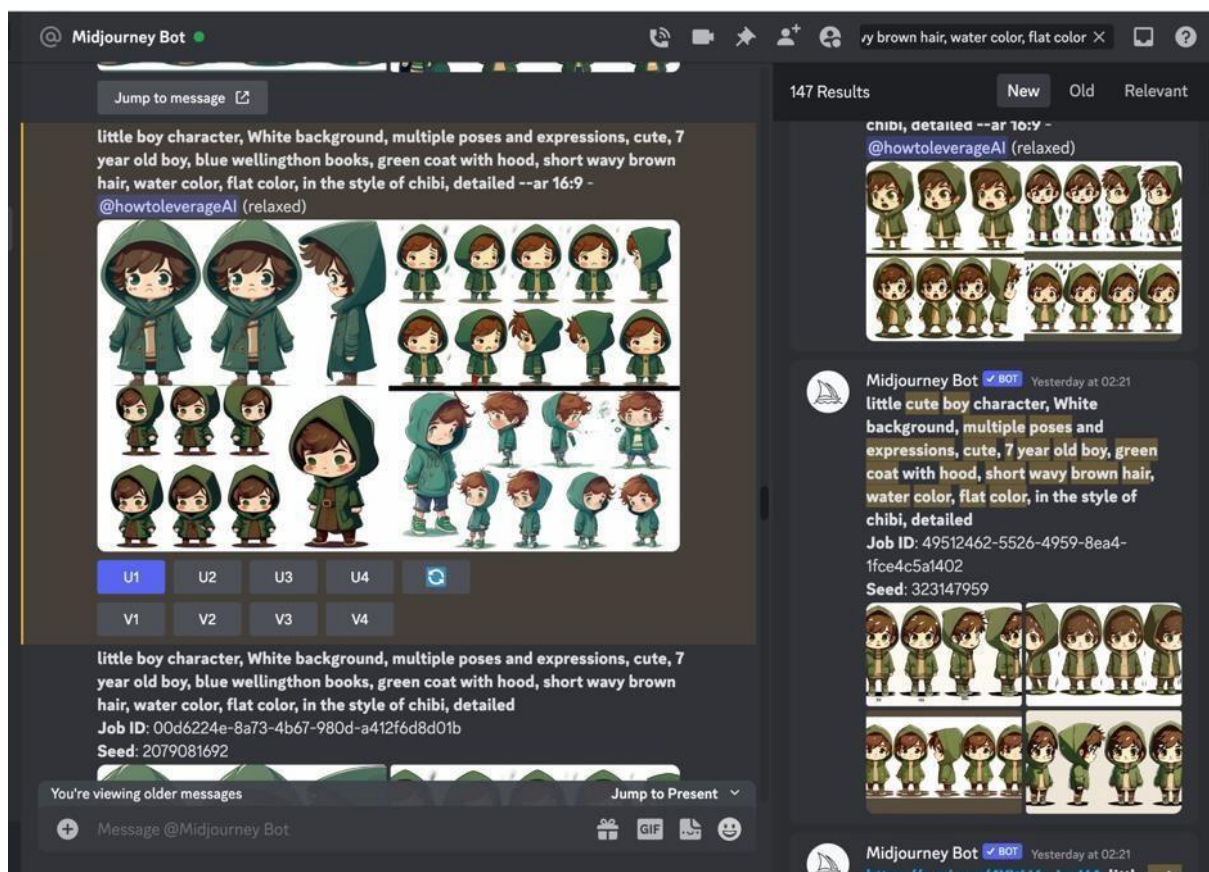 Midjourney Bot
vy brown hair, water color, flat color
Jump to message
little boy character, White background, multiple poses and expressions, cute, 7
year old boy, blue wellingthon books, green coat with hood, short wavy brown
hair, water color, flat color, in the style of chibi, detailed --ar 16:9 -
@howtoleverageAI (relaxed)
U1 U2 U3 U4
V1 V2 V3 V4
little boy character, White background, multiple poses and expressions, cute, 7
year old boy, blue wellingthon books, green coat with hood, short wavy brown
hair, water color, flat color, in the style of chibi, detailed
Job ID: 00d6224e-8a73-4b67-980d-a412f6d8d01b
Seed: 2079081692
You're viewing older messages Jump to Present
Message @Midjourney Bot
GIF
147 Results New Old Relevant
chibi, detailed --ar 16:9 -
@howtoleverageAI (relaxed)
Midjourney Bot BOT Yesterday at 02:21
little cute boy character, White
background, multiple poses and
expressions, cute, 7 year old boy, green
coat with hood, short wavy brown hair,
water color, flat color, in the style of
chibi, detailed
Job ID: 49512462-5526-4959-8ea4-
1fce4c5a1402
Seed: 323147959
Midjourney Bot BOT Yesterday at 02:21